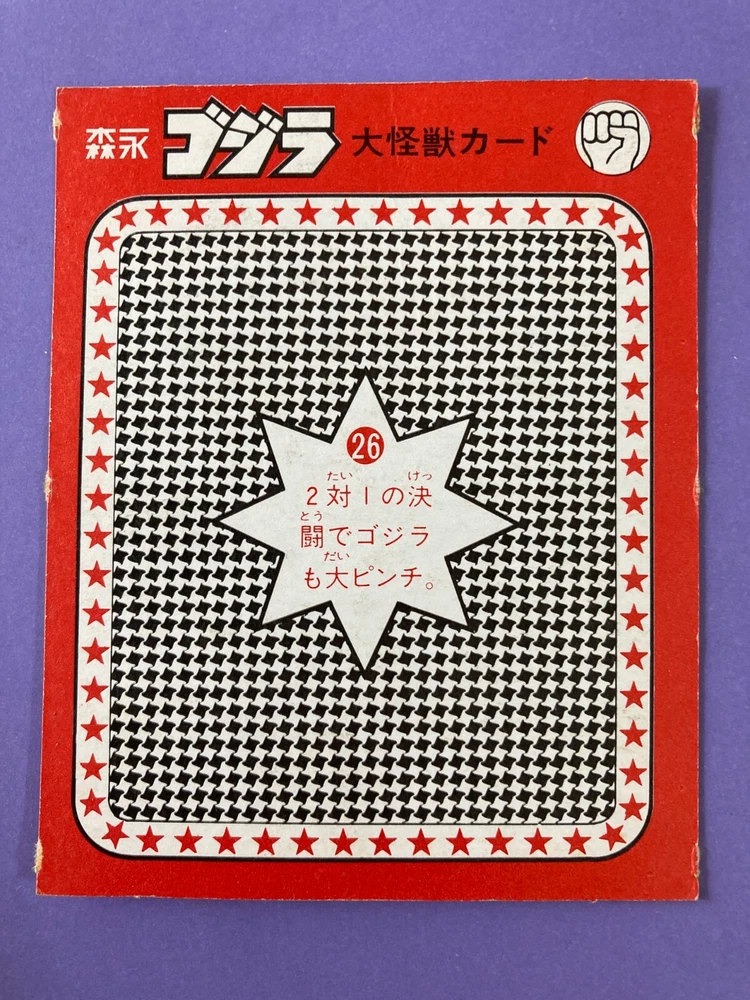 森永 ゴジラ 大怪獣カード
26
たい けっ
2対1の決
とう
闘でゴジラ
だい
も大ピンチ。